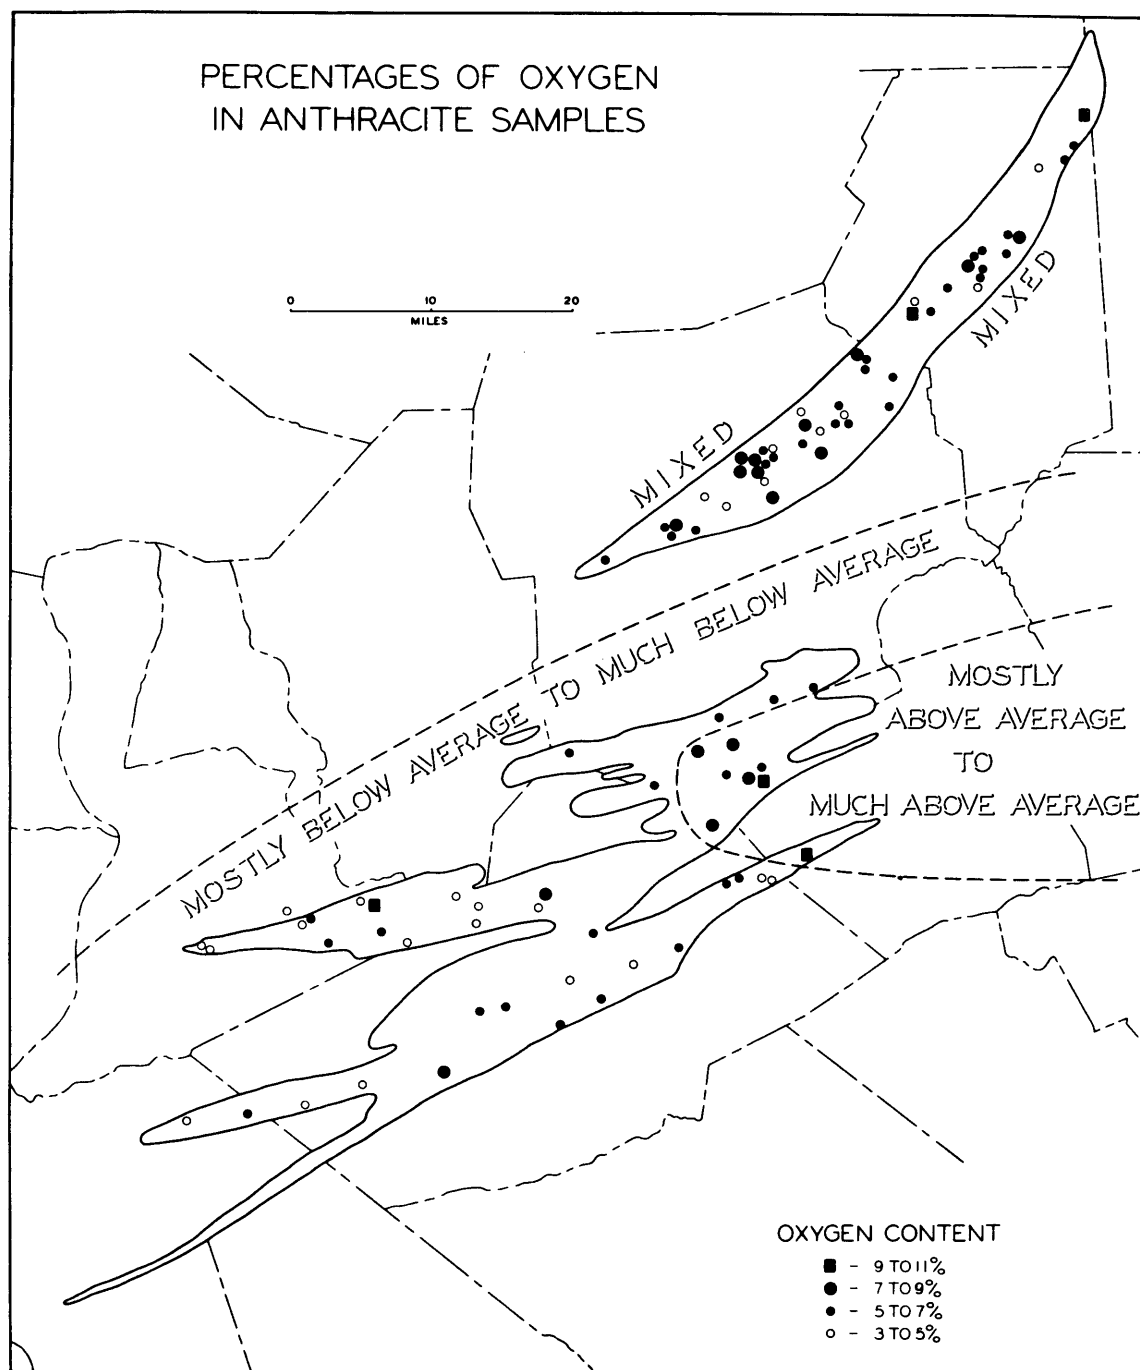 PERCENTAGES OF OXYGEN
IN ANTHRACITE SAMPLES
0 10 20
MILES
MIXED
MIXED
MOSTLY BELOW AVERAGE TO MUCH BELOW AVERAGE
MOSTLY
ABOVE AVERAGE
TO
MUCH ABOVE AVERAGE
OXYGEN CONTENT
- 9 TO 11%
- 7 TO 9%
- 5 TO 7%
- 3 TO 5%